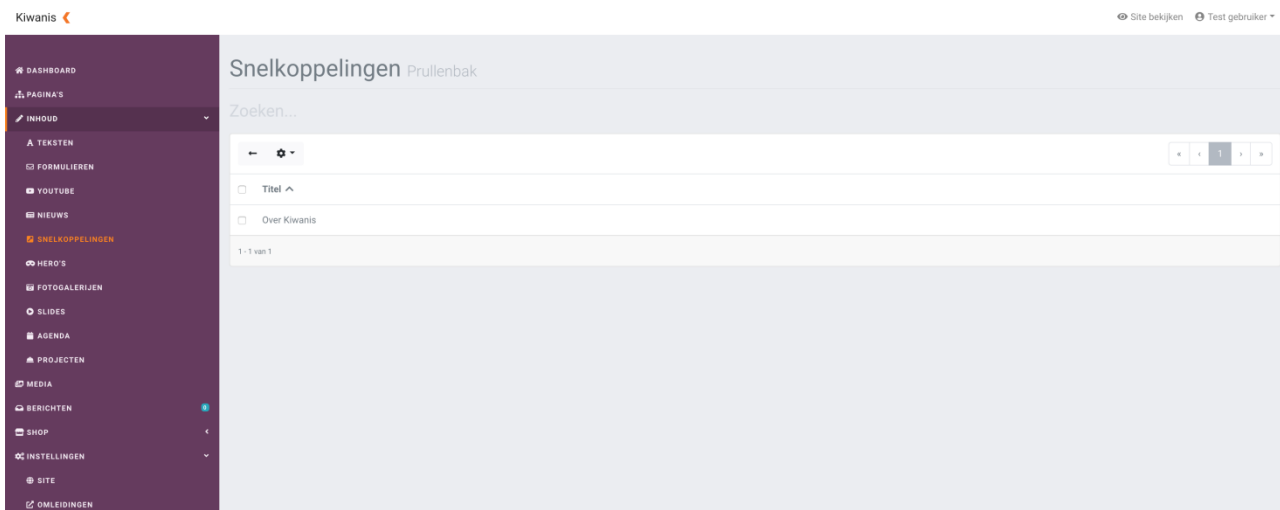 Kiwanis
Site bekijken Test gebruiker
DASHBOARD
PAGINA'S
INHOUD
TEKSTEN
FORMULIEREN
YOUTUBE
NIEUWS
SNELKOPPELINGEN
HERO'S
FOTOGALERIJEN
SLIDES
AGENDA
PROJECTEN
MEDIA
BERICHTEN 0
SHOP
INSTELLINGEN
SITE
OMLEIDINGEN
Snelkoppelingen Prullenbak
Zoeken...
« ‹ 1 › »
Titel
Over Kiwanis
1 - 1 van 1